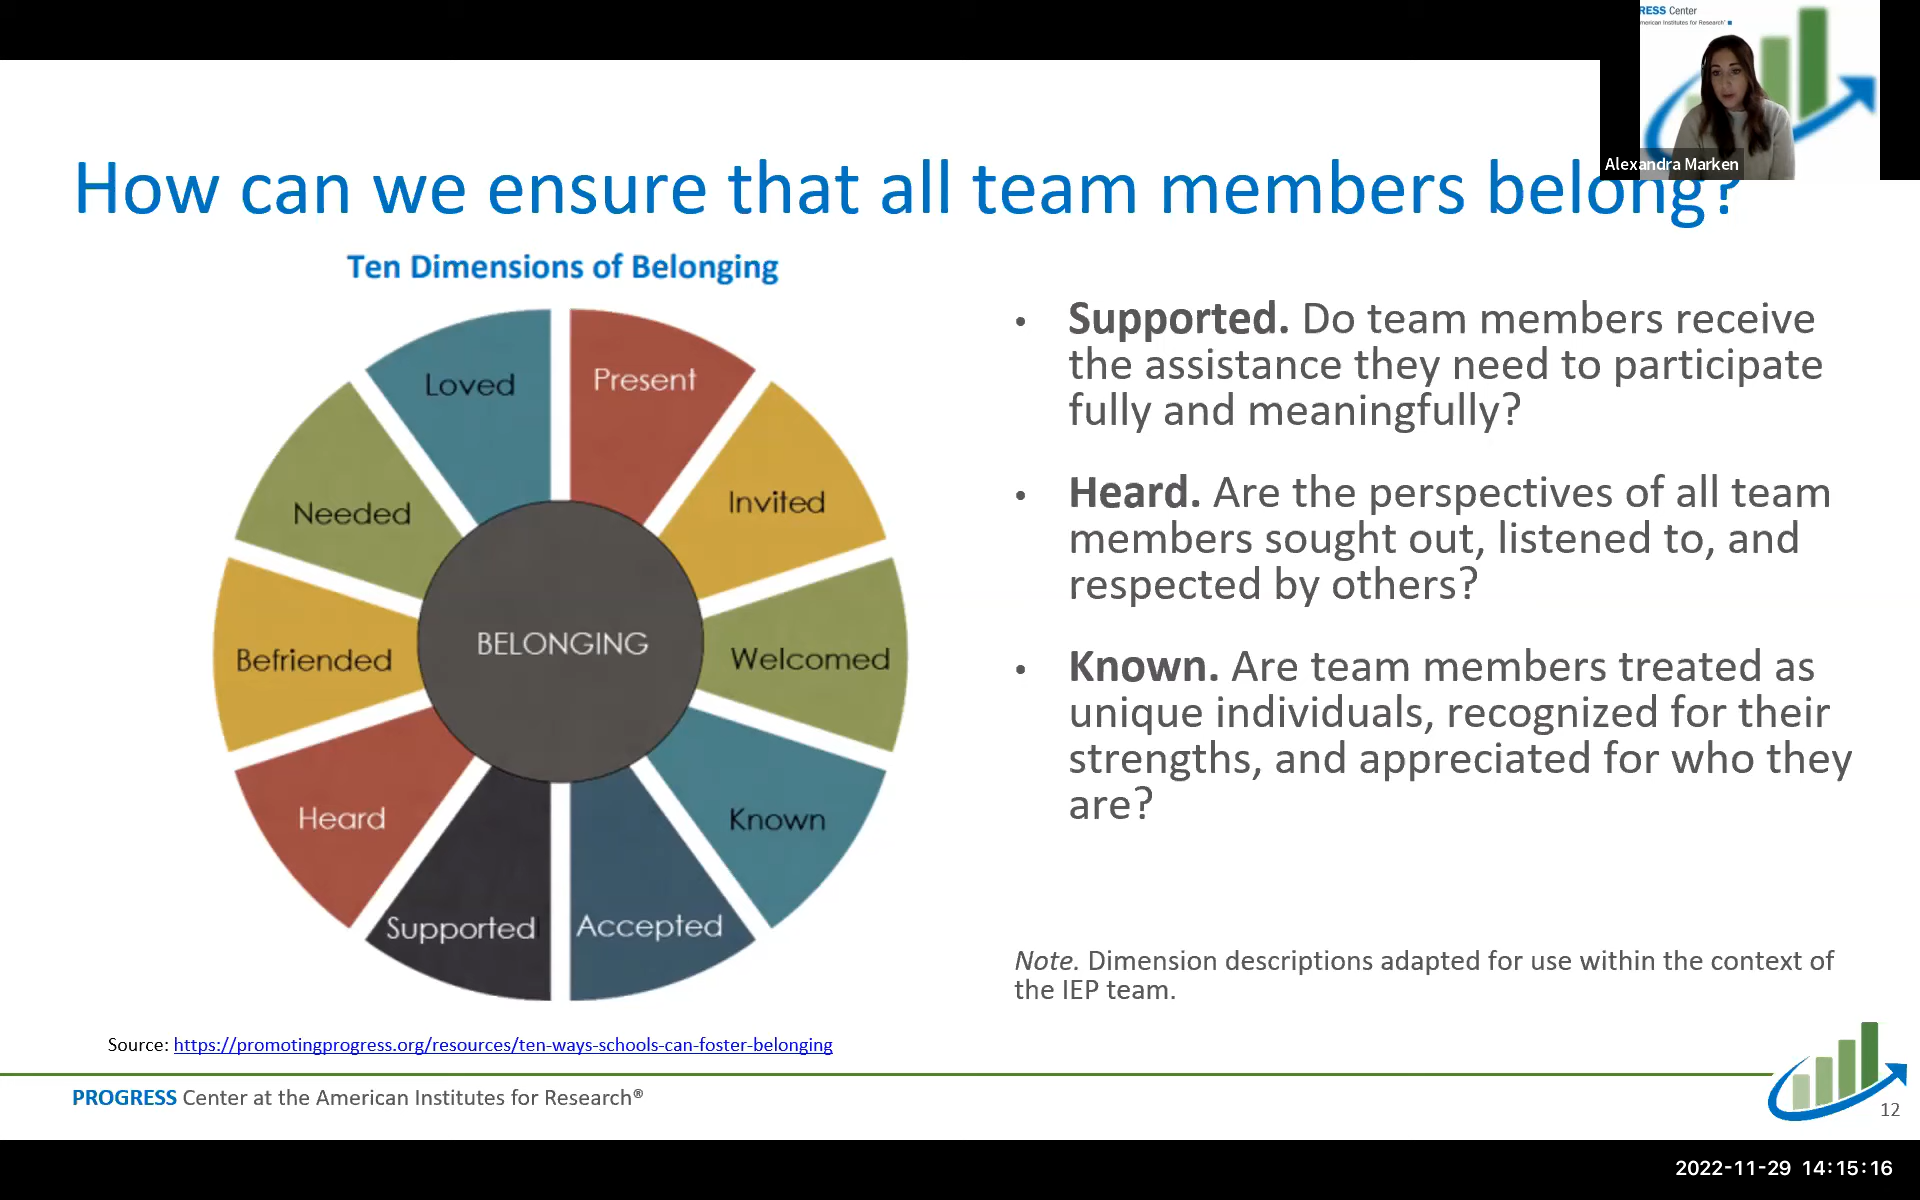 RESS Center
merican Institutes for Research
Alexandra Marken
How can we ensure that all team members belong?
Ten Dimensions of Belonging
Loved
Present
Needed
Invited
Befriended
BELONGING
Welcomed
Heard
Known
Supported
Accepted
• Supported. Do team members receive
the assistance they need to participate
fully and meaningfully?
• Heard. Are the perspectives of all team
members sought out, listened to, and
respected by others?
• Known. Are team members treated as
unique individuals, recognized for their
strengths, and appreciated for who they
are?
Note. Dimension descriptions adapted for use within the context of
the IEP team.
Source: https://promotingprogress.org/resources/ten-ways-schools-can-foster-belonging
PROGRESS Center at the American Institutes for Research®
12
2022-11-29 14:15:16